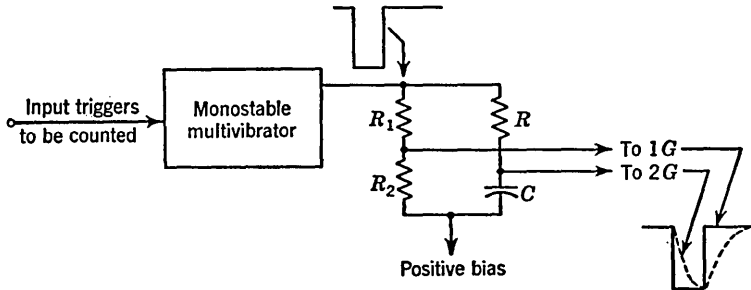 Input triggers
to be counted
Monostable
multivibrator
R₁
R
R₂
C
To 1G
To 2G
Positive bias